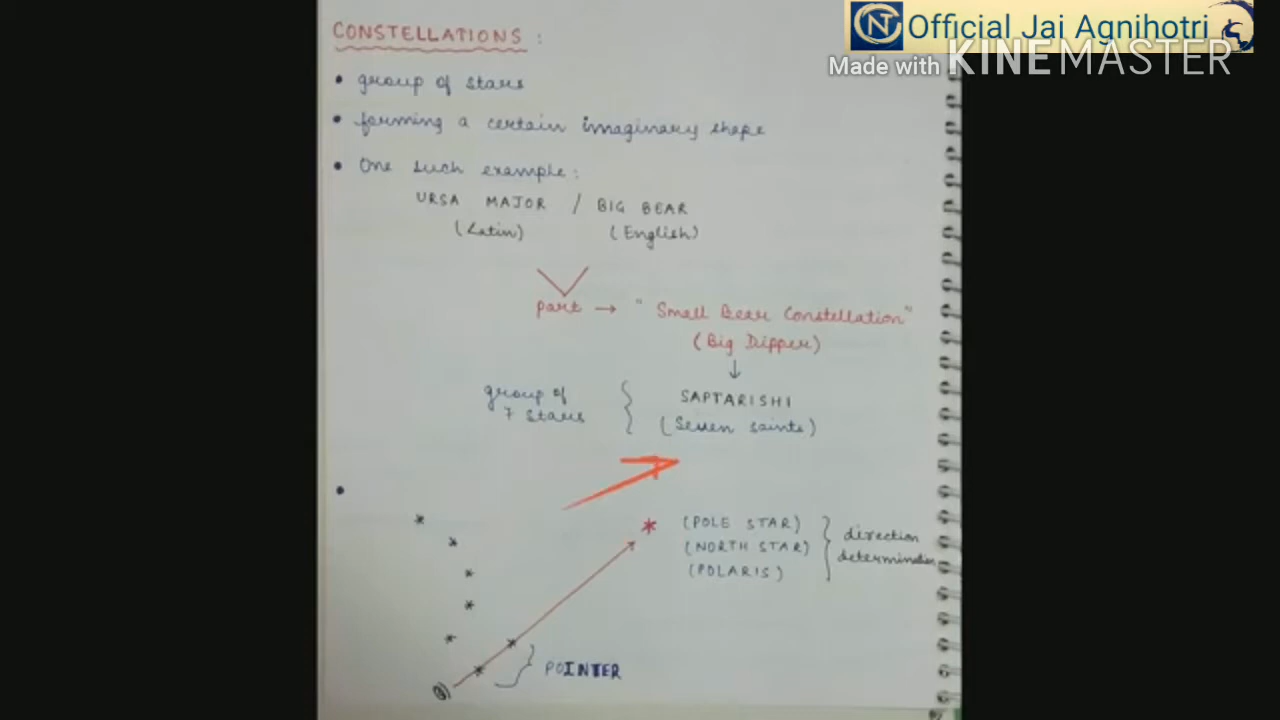 Official Jai Agnihotri
Made with KINEMASTER
CONSTELLATIONS :
• group of stars
• forming a certain imaginary shape
• One such example :
URSA MAJOR / BIG BEAR
(Latin) (English)
part → "Small Bear Constellation"
(Big Dipper)
↓
group of 7 stars } SAPTARISHI
(Seven saints)
•
(POLE STAR)
(NORTH STAR)
(POLARIS)
direction
determination
} POINTER